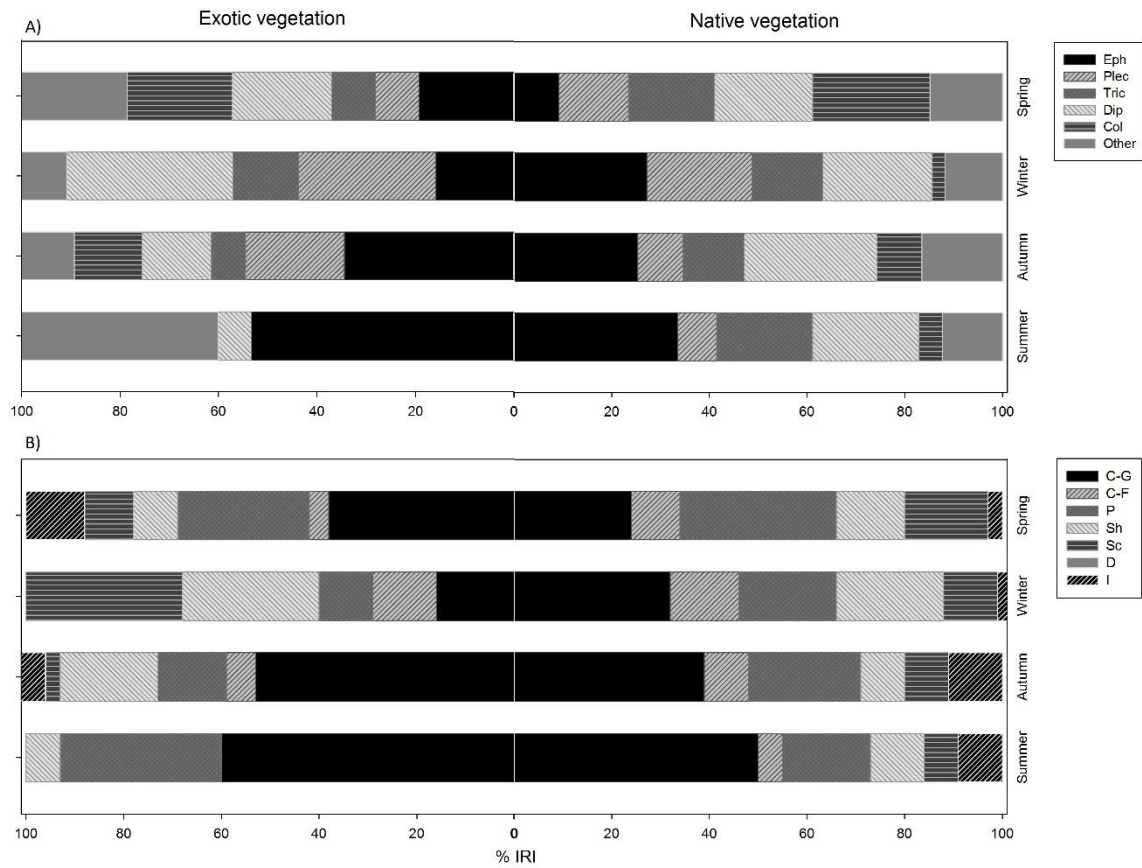 Exotic vegetation
Native vegetation
A)
Spring
Winter
Autumn
Summer
Eph
Plec
Tric
Dip
Col
Other
100 80 60 40 20 0 20 40 60 80 100
B)
Spring
Winter
Autumn
Summer
C-G
C-F
P
Sh
Sc
D
I
100 80 60 40 20 0 20 40 60 80 100
% IRI